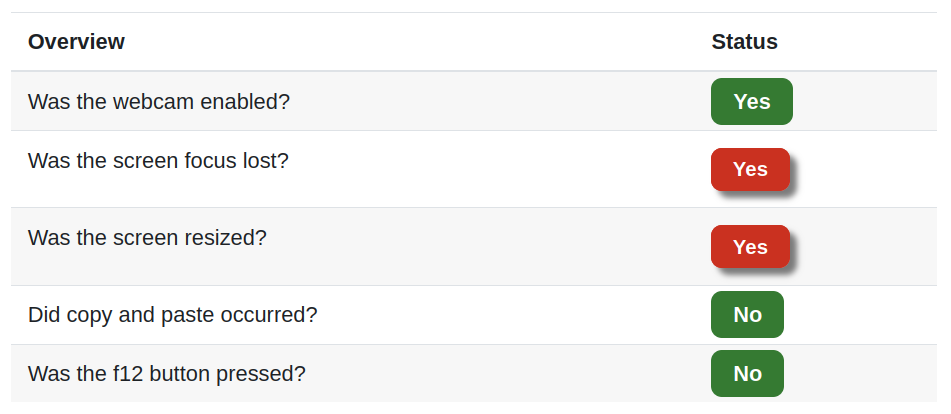 Overview Status
Was the webcam enabled? Yes
Was the screen focus lost? Yes
Was the screen resized? Yes
Did copy and paste occurred? No
Was the f12 button pressed? No